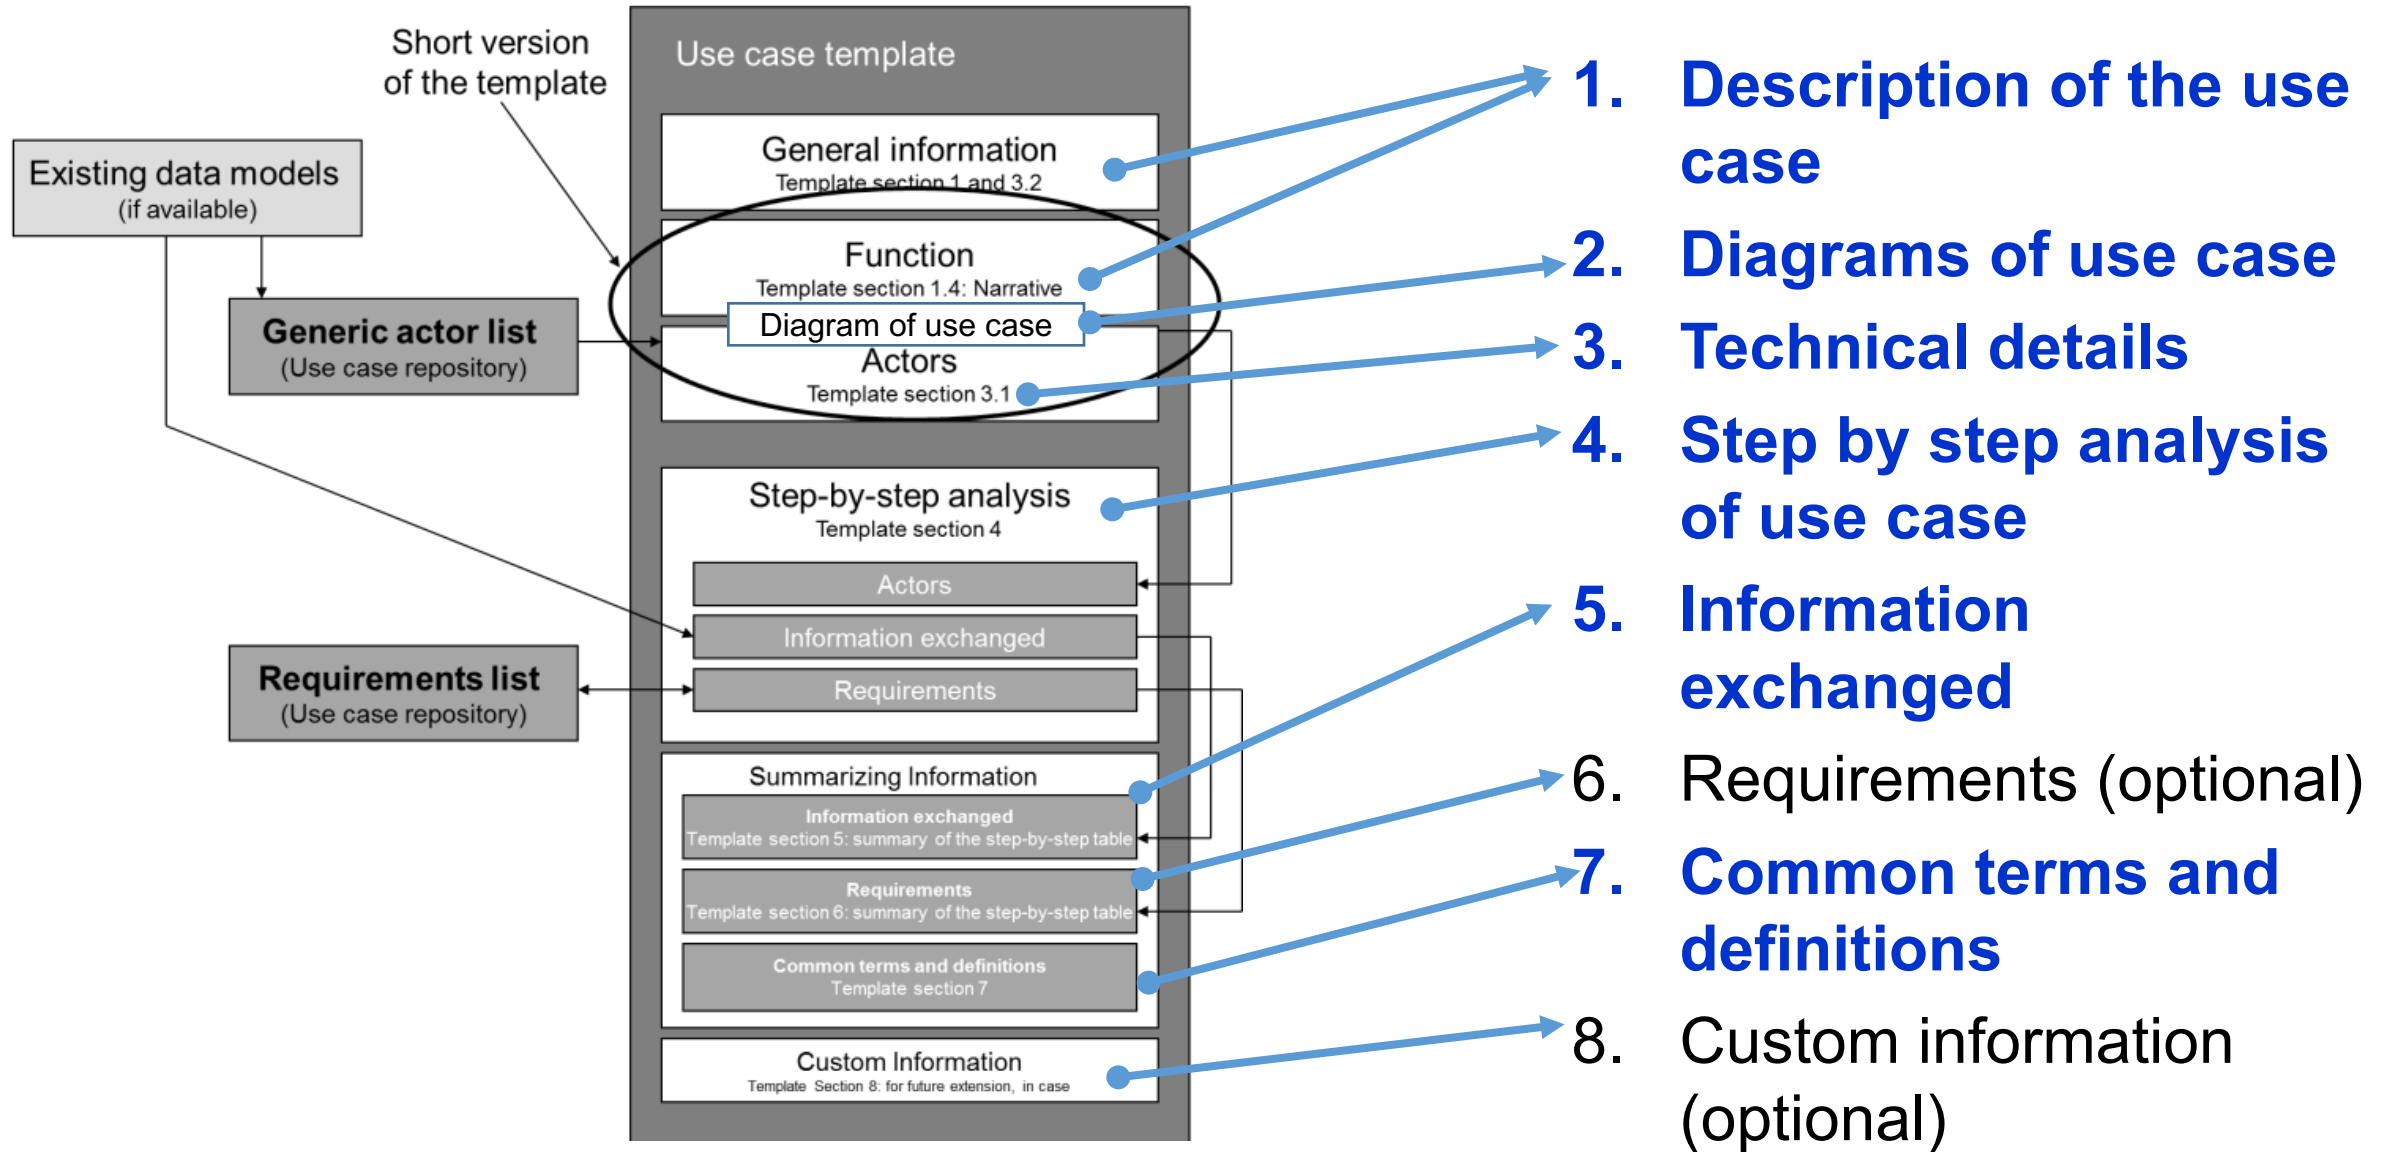 Short version
of the template
Existing data models
(if available)
Generic actor list
(Use case repository)
Requirements list
(Use case repository)
Use case template
General information
Template section 1 and 3.2
Function
Template section 1.4: Narrative
Diagram of use case
Actors
Template section 3.1
Step-by-step analysis
Template section 4
Actors
Information exchanged
Requirements
Summarizing Information
Information exchanged
Template section 5: summary of the step-by-step table
Requirements
Template section 6: summary of the step-by-step table
Common terms and definitions
Template section 7
Custom Information
Template Section 8: for future extension, in case
1. Description of the use
case
2. Diagrams of use case
3. Technical details
4. Step by step analysis
of use case
5. Information
exchanged
6. Requirements (optional)
7. Common terms and
definitions
8. Custom information
(optional)